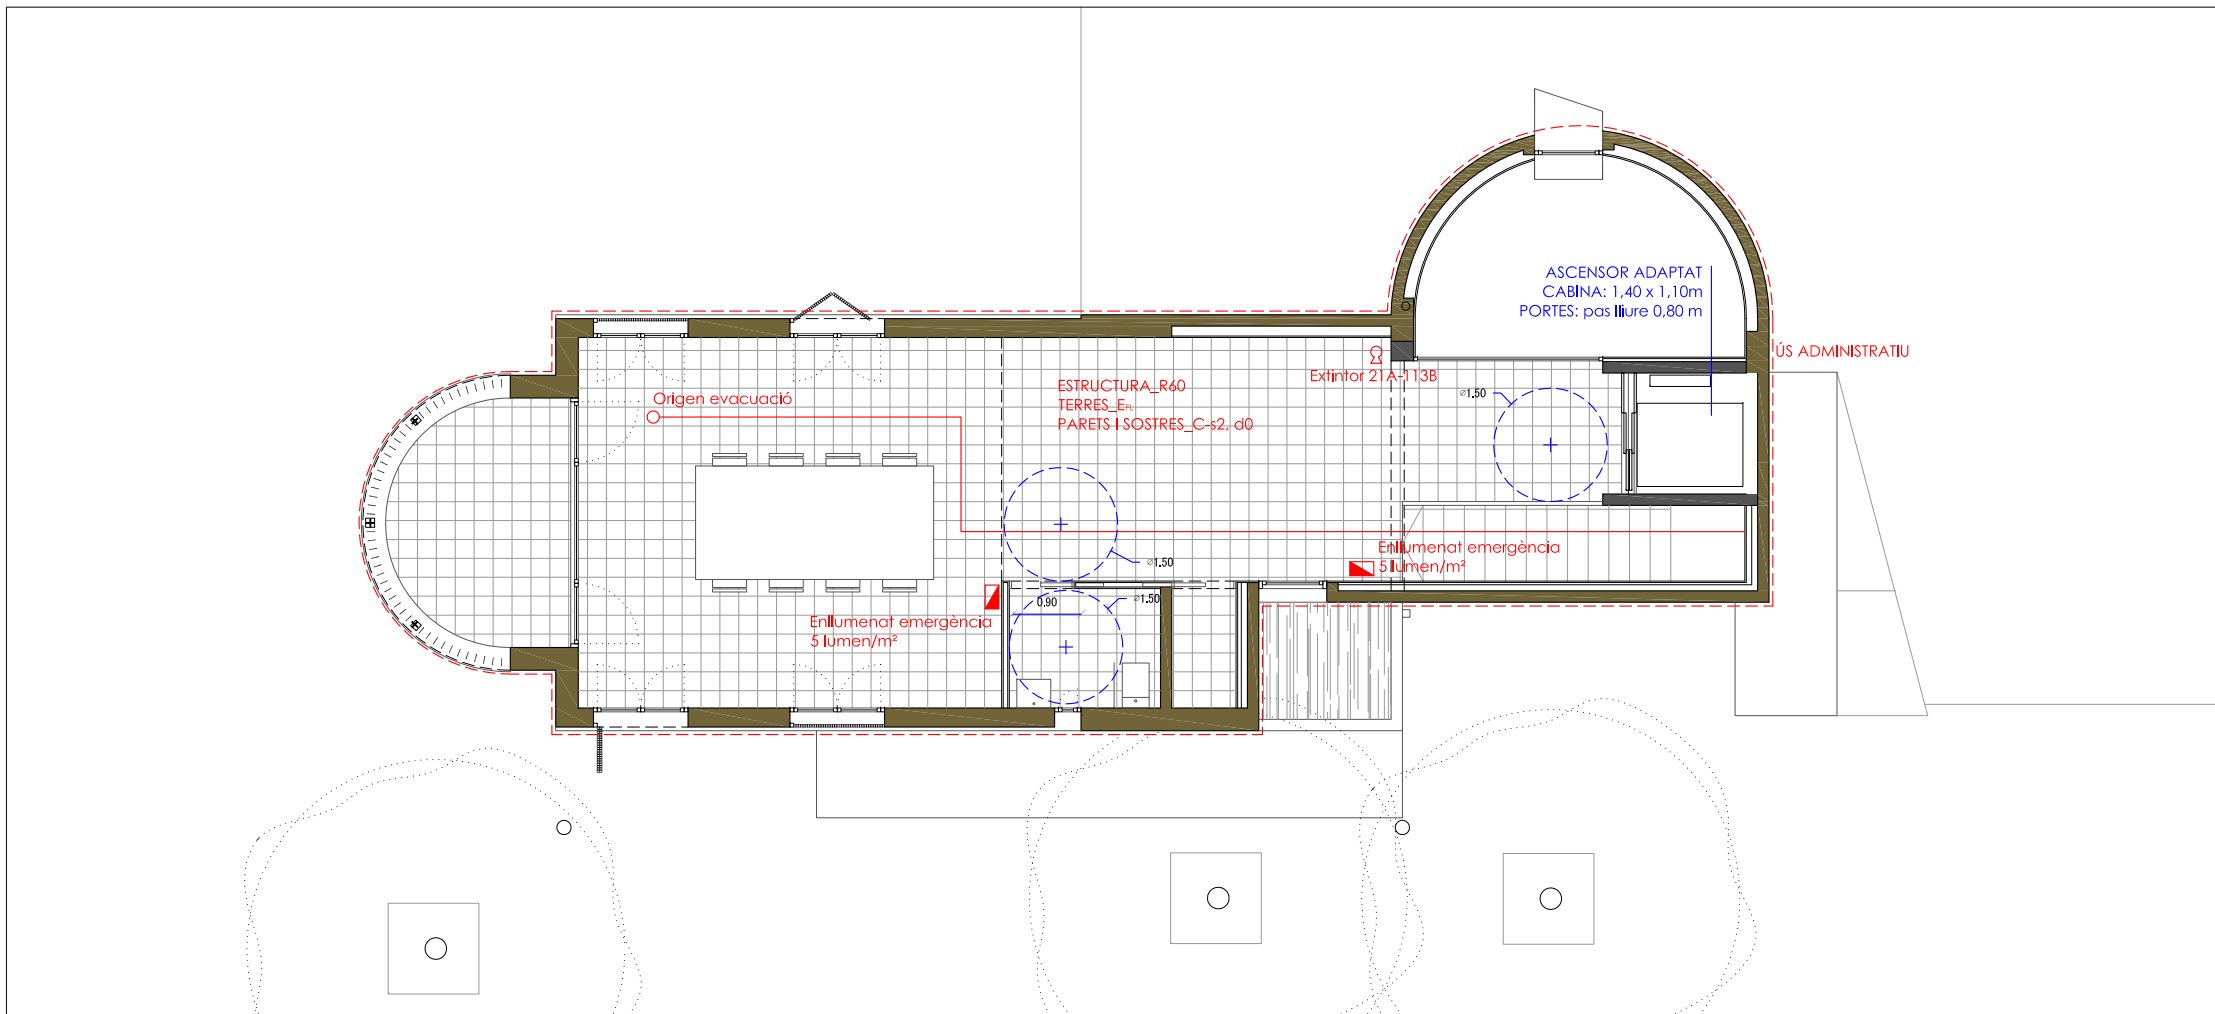 ASCENSOR ADAPTAT
CABINA: 1,40 x 1,10m
PORTES: pas lliure 0,80 m
ÚS ADMINISTRATIU
Extintor 21A-113B
ESTRUCTURA_R60
TERRES_EFL
PARETS I SOSTRES_C-s2, d0
Origen evacuació
ø1.50
ø1.50
Enllumenat emergència
5 lumen/m²
0.90
ø1.50
Enllumenat emergència
5 lumen/m²